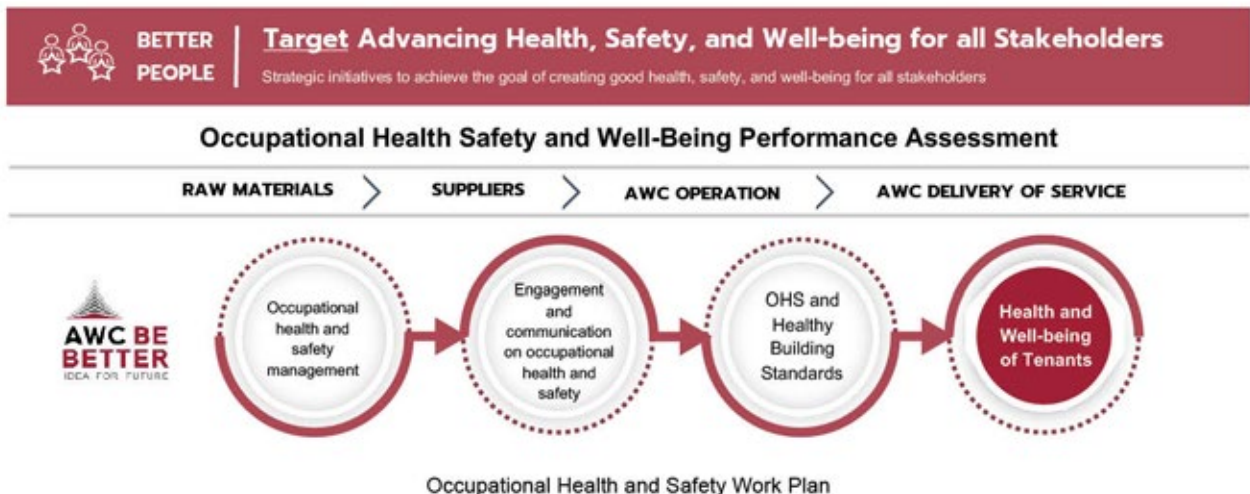 BETTER
PEOPLE
Target Advancing Health, Safety, and Well-being for all Stakeholders
Strategic initiatives to achieve the goal of creating good health, safety, and well-being for all stakeholders
Occupational Health Safety and Well-Being Performance Assessment
RAW MATERIALS > SUPPLIERS > AWC OPERATION > AWC DELIVERY OF SERVICE
AWC BE
BETTER
IDEA FOR FUTURE
Occupational
health and
safety
management
Engagement
and
communication
on occupational
health and
safety
OHS and
Healthy
Building
Standards
Health and
Well-being
of Tenants
Occupational Health and Safety Work Plan